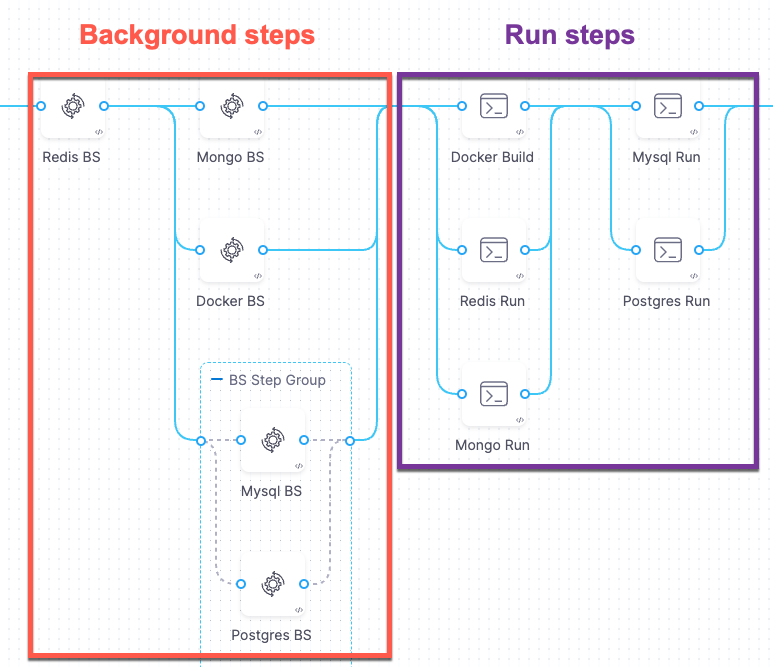 Background steps
Run steps
Redis BS
Mongo BS
Docker Build
Mysql Run
Docker BS
Redis Run
Postgres Run
BS Step Group
Mongo Run
Mysql BS
Postgres BS